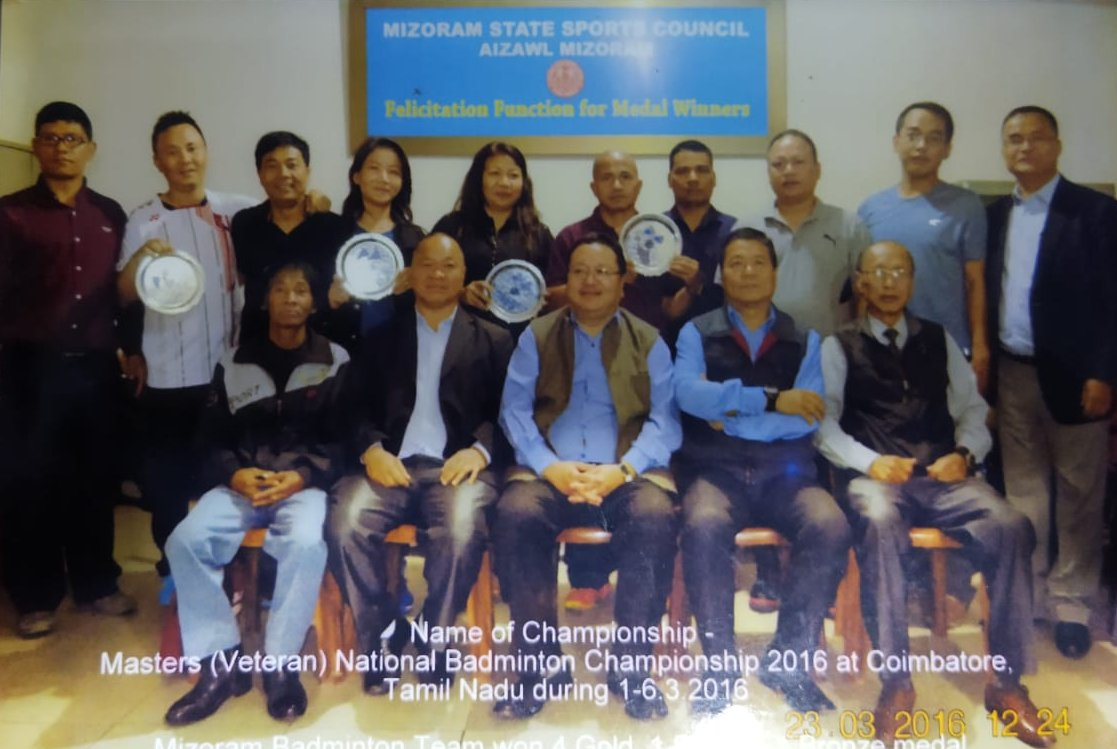 MIZORAM STATE SPORTS COUNCIL
AIZAWL MIZORAM
Felicitation Function for Medal Winners
Name of Championship -
Masters (Veteran) National Badminton Championship 2016 at Coimbatore,
Tamil Nadu during 1-6.3.2016
23.03 2016 12 24
Mizoram Badminton Team won 4 Gold, Bronze medal